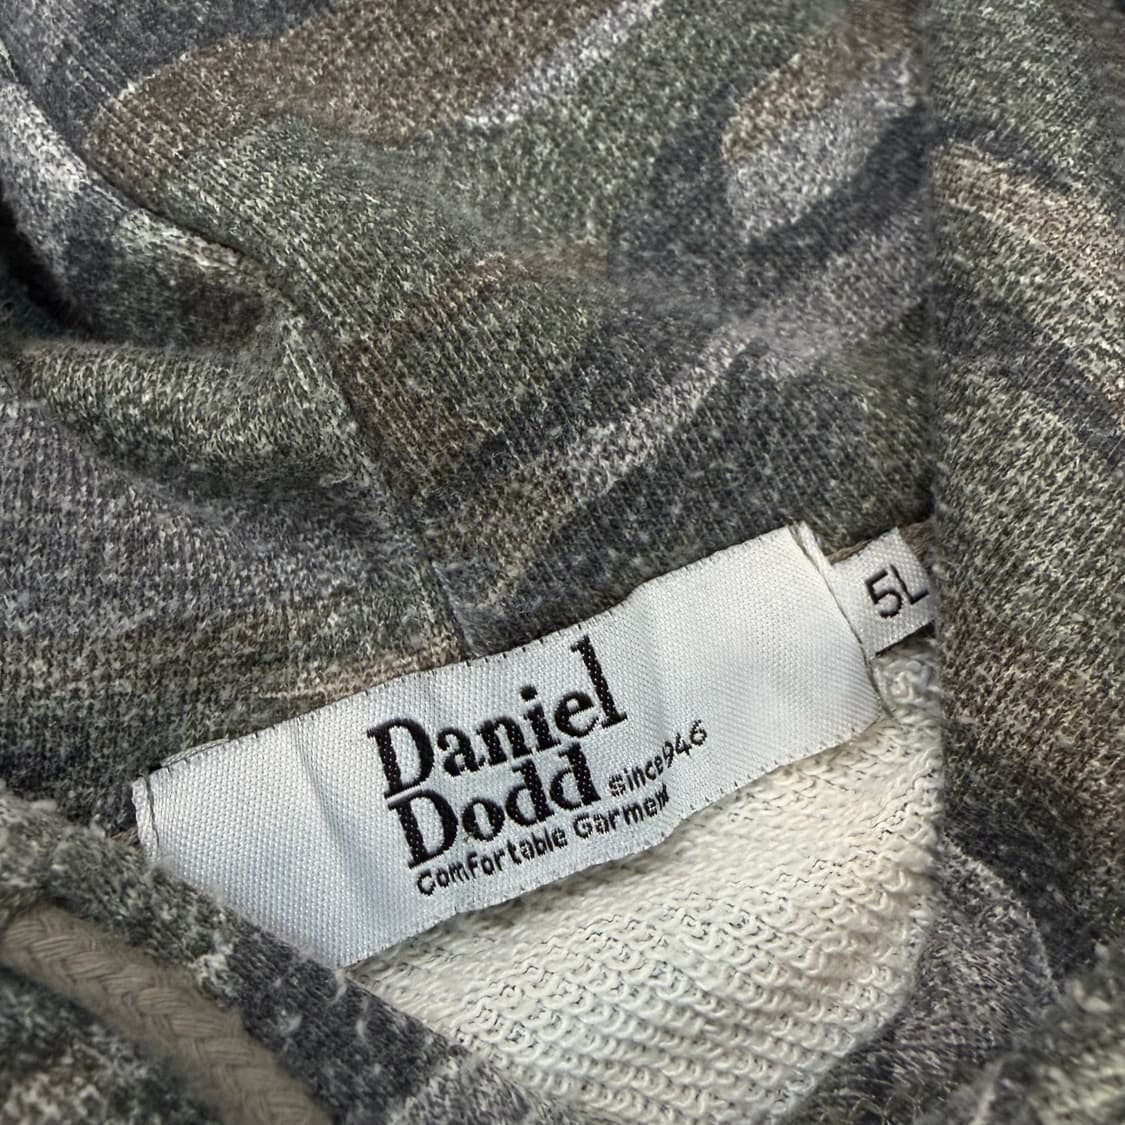 Daniel
Dodd since946
Comfortable Garment
5L